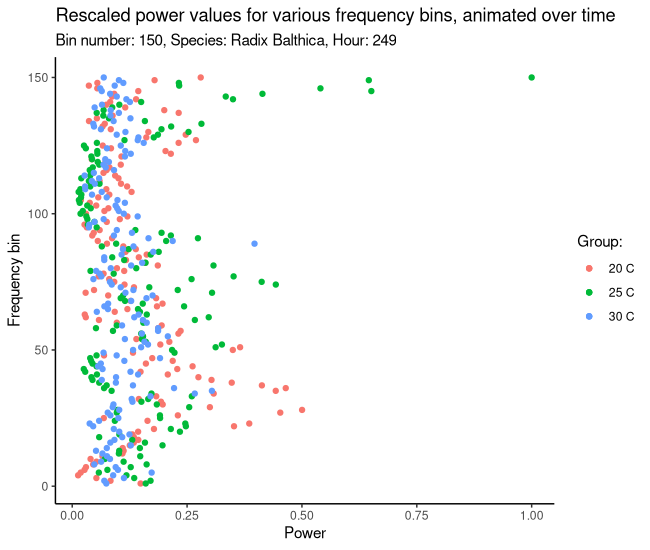 Rescaled power values for various frequency bins, animated over time
Bin number: 150, Species: Radix Balthica, Hour: 249
150
100
50
0
Frequency bin
0.00 0.25 0.50 0.75 1.00
Power
Group:
20 C
25 C
30 C